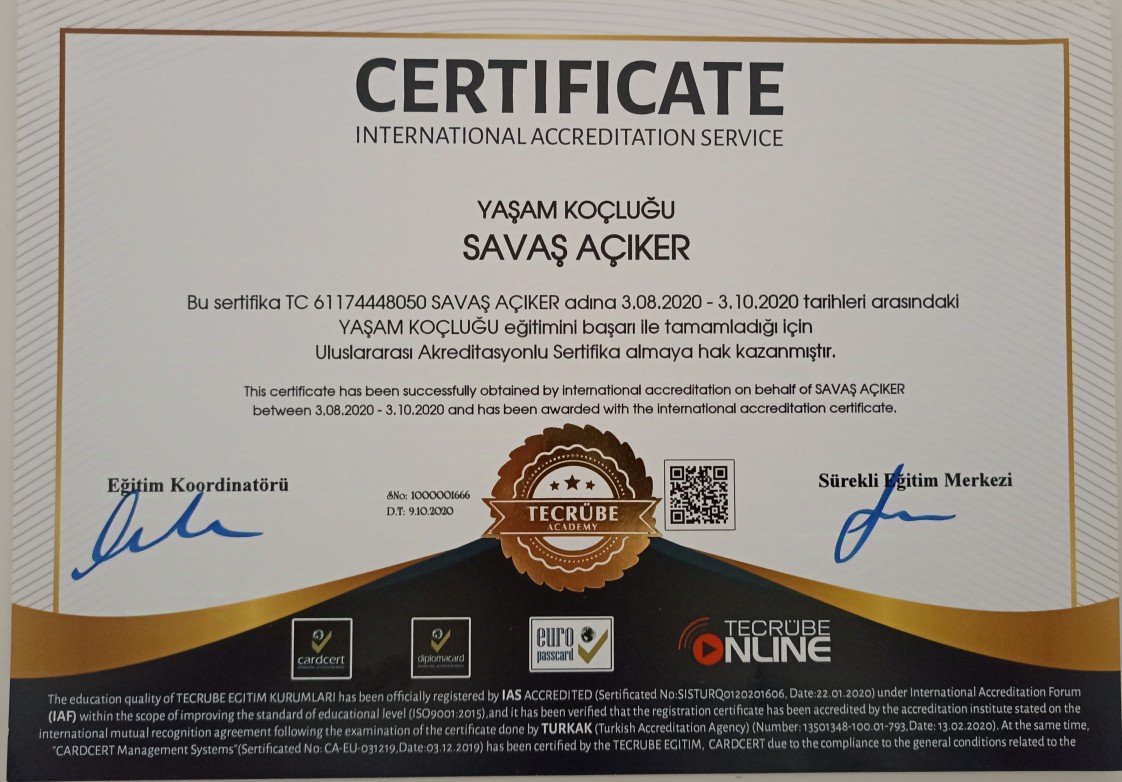 CERTIFICATE
INTERNATIONAL ACCREDITATION SERVICE
YAŞAM KOÇLUĞU
SAVAŞ AÇIKER
Bu sertifika TC 61174448050 SAVAŞ AÇIKER adına 3.08.2020 - 3.10.2020 tarihleri arasındaki
YAŞAM KOÇLUĞU eğitimini başarı ile tamamladığı için
Uluslararası Akreditasyonlu Sertifika almaya hak kazanmıştır.
This certificate has been successfully obtained by international accreditation on behalf of SAVAŞ AÇIKER
between 3.08.2020 - 3.10.2020 and has been awarded with the international accreditation certificate.
Eğitim Koordinatörü
SNo: 1000001666
D.T: 9.10.2020
TECRÜBE
ACADEMY
Sürekli Eğitim Merkezi
cardcert
diplomacard
euro
passcard
TECRÜBE
ONLINE
The education quality of TECRUBE EGITIM KURUMLARI has been officially registered by IAS ACCREDITED (Sertificated No:SISTURQ0120201606, Date:22.01.2020) under International Accreditation Forum
(IAF) within the scope of improving the standard of educational level (ISO9001:2015),and it has been verified that the registration certificate has been accredited by the accreditation institute stated on the
international mutual recognition agreement following the examination of the certificate done by TURKAK (Turkish Accreditation Agency) (Number: 13501348-100.01-793,Date: 13.02.2020). At the same time,
"CARDCERT Management Systems"(Sertificated No: CA-EU-031219,Date:03.12.2019) has been certified by the TECRUBE EGITIM, CARDCERT due to the compliance to the general conditions related to the